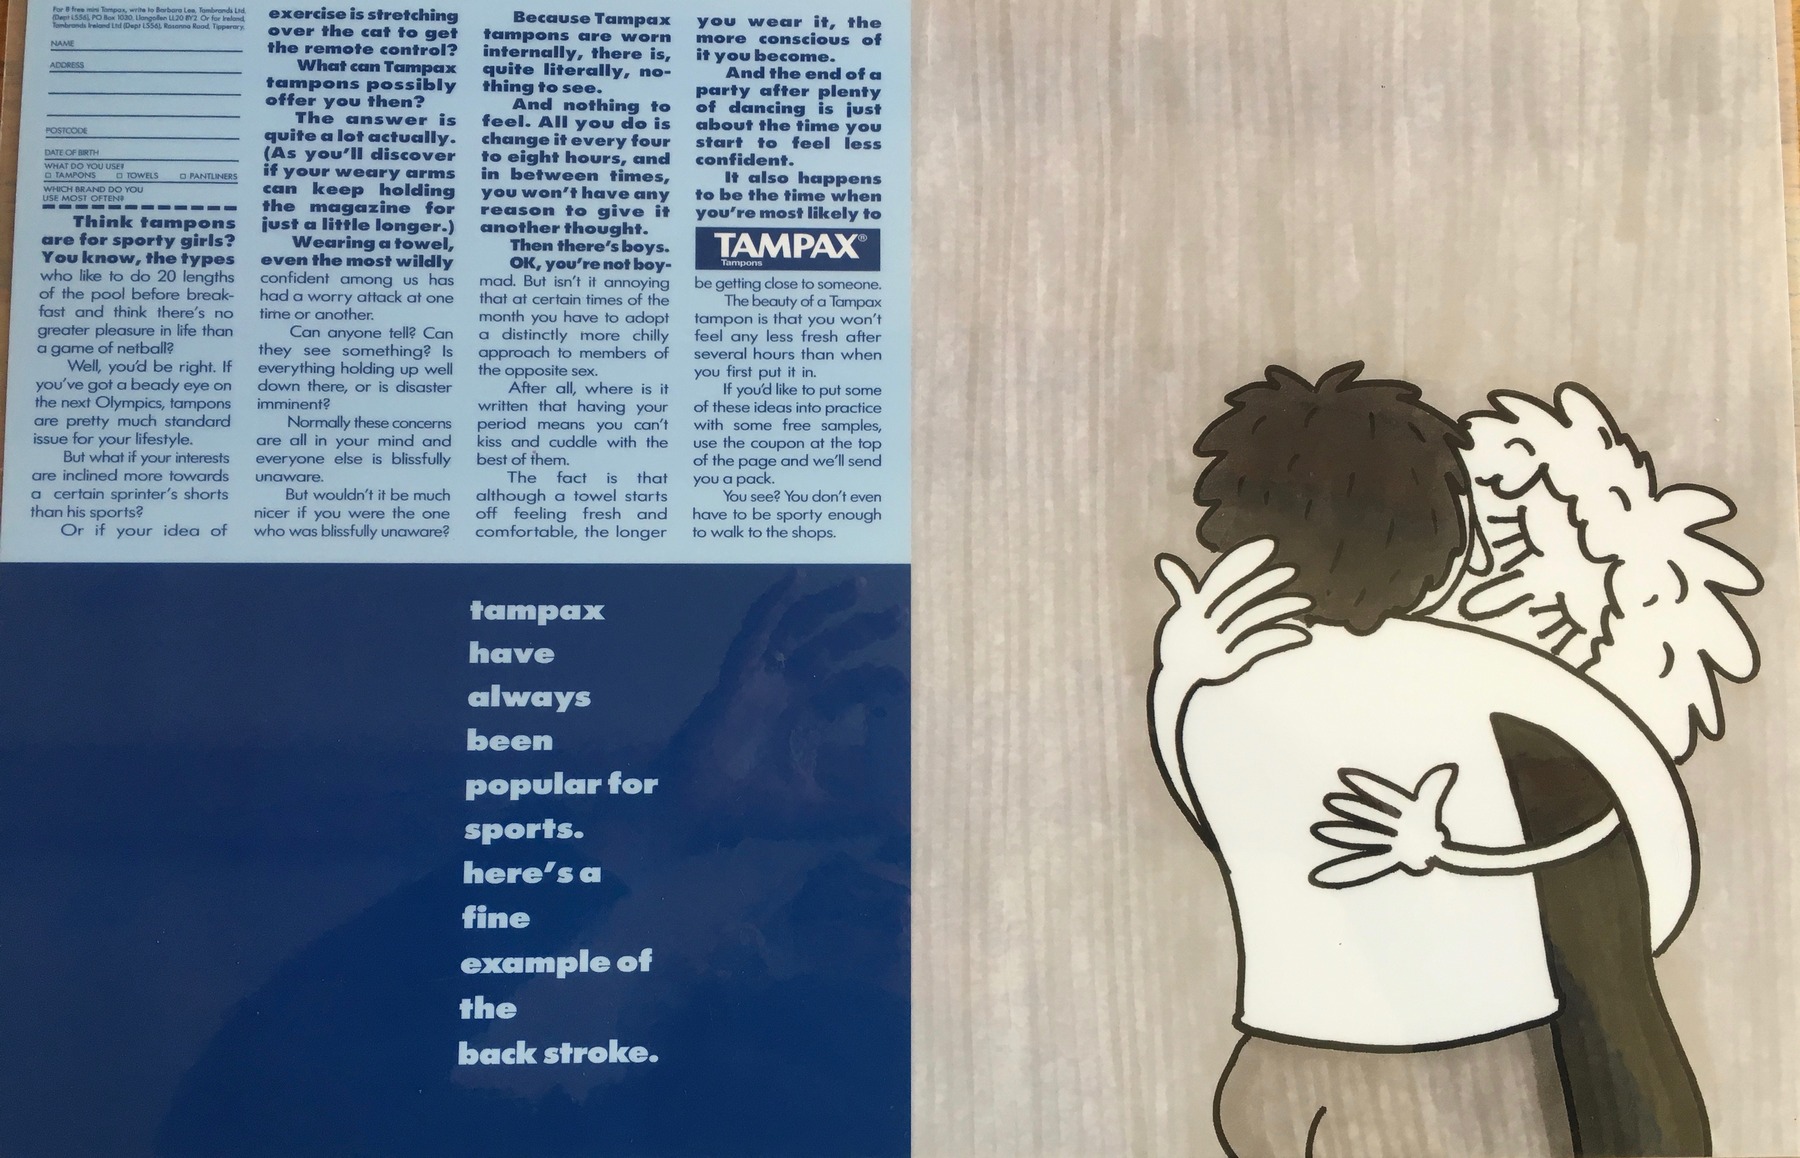 For 8 free mini Tampax, write to Barbara Lee, Tambrands Ltd.
(Dept LS56), PO Box 1030, Llangollen LL20 8YZ. Or for Ireland,
Tambrands Ireland Ltd (Dept LS56), Rosanna Road, Tipperary.
NAME
ADDRESS
POSTCODE
DATE OF BIRTH
WHAT DO YOU USE?
TAMPONS TOWELS PANTLINERS
WHICH BRAND DO YOU
USE MOST OFTEN?
Think tampons
are for sporty girls?
You know, the types
who like to do 20 lengths
of the pool before break-
fast and think there's no
greater pleasure in life than
a game of netball?
Well, you'd be right. If
you've got a beady eye on
the next Olympics, tampons
are pretty much standard
issue for your lifestyle.
But what if your interests
are inclined more towards
a certain sprinter's shorts
than his sports?
Or if your idea of
exercise is stretching
over the cat to get
the remote control?
What can Tampax
tampons possibly
offer you then?
The answer is
quite a lot actually.
(As you'll discover
if your weary arms
can keep holding
the magazine for
just a little longer.)
Wearing a towel,
even the most wildly
confident among us has
had a worry attack at one
time or another.
Can anyone tell? Can
they see something? Is
everything holding up well
down there, or is disaster
imminent?
Normally these concerns
are all in your mind and
everyone else is blissfully
unaware.
But wouldn't it be much
nicer if you were the one
who was blissfully unaware?
Because Tampax
tampons are worn
internally, there is,
quite literally, no-
thing to see.
And nothing to
feel. All you do is
change it every four
to eight hours, and
in between times,
you won't have any
reason to give it
another thought.
Then there's boys.
OK, you're not boy-
mad. But isn't it annoying
that at certain times of the
month you have to adopt
a distinctly more chilly
approach to members of
the opposite sex.
After all, where is it
written that having your
period means you can't
kiss and cuddle with the
best of them.
The fact is that
although a towel starts
off feeling fresh and
comfortable, the longer
you wear it, the
more conscious of
it you become.
And the end of a
party after plenty
of dancing is just
about the time you
start to feel less
confident.
It also happens
to be the time when
you're most likely to
TAMPAX®
Tampons
be getting close to someone.
The beauty of a Tampax
tampon is that you won't
feel any less fresh after
several hours than when
you first put it in.
If you'd like to put some
of these ideas into practice
with some free samples,
use the coupon at the top
of the page and we'll send
you a pack.
You see? You don't even
have to be sporty enough
to walk to the shops.
tampax
have
always
been
popular for
sports.
here's a
fine
example of
the
back stroke.